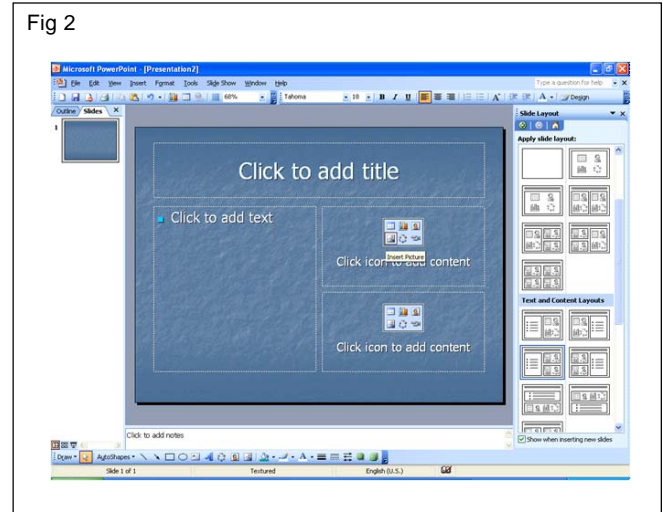 Fig 2
Microsoft PowerPoint - [Presentation2]
File Edit View Insert Format Tools Slide Show Window Help
Type a question for help
68%
Tahoma
18
B I U
Design
Outline Slides
1
Slide Layout
Apply slide layout:
Click to add title
Click to add text
Insert Picture
Click icon to add content
Text and Content Layouts
Click icon to add content
Click to add notes
Show when inserting new slides
Draw AutoShapes
Slide 1 of 1
Textured
English (U.S.)